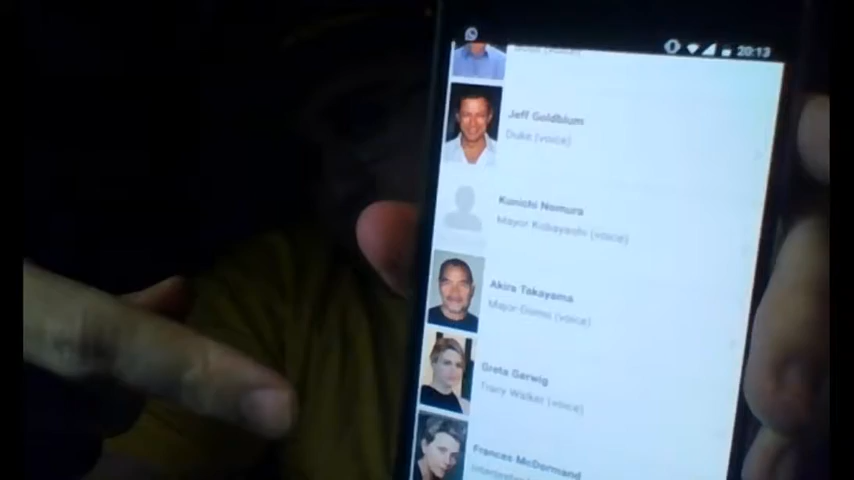 20:13
Jeff Goldblum
Duke (voice)
Kunichi Nomura
Mayor Kobayashi (voice)
Akira Takayama
Major-Domo (voice)
Greta Gerwig
Tracy Walker (voice)
Frances McDormand